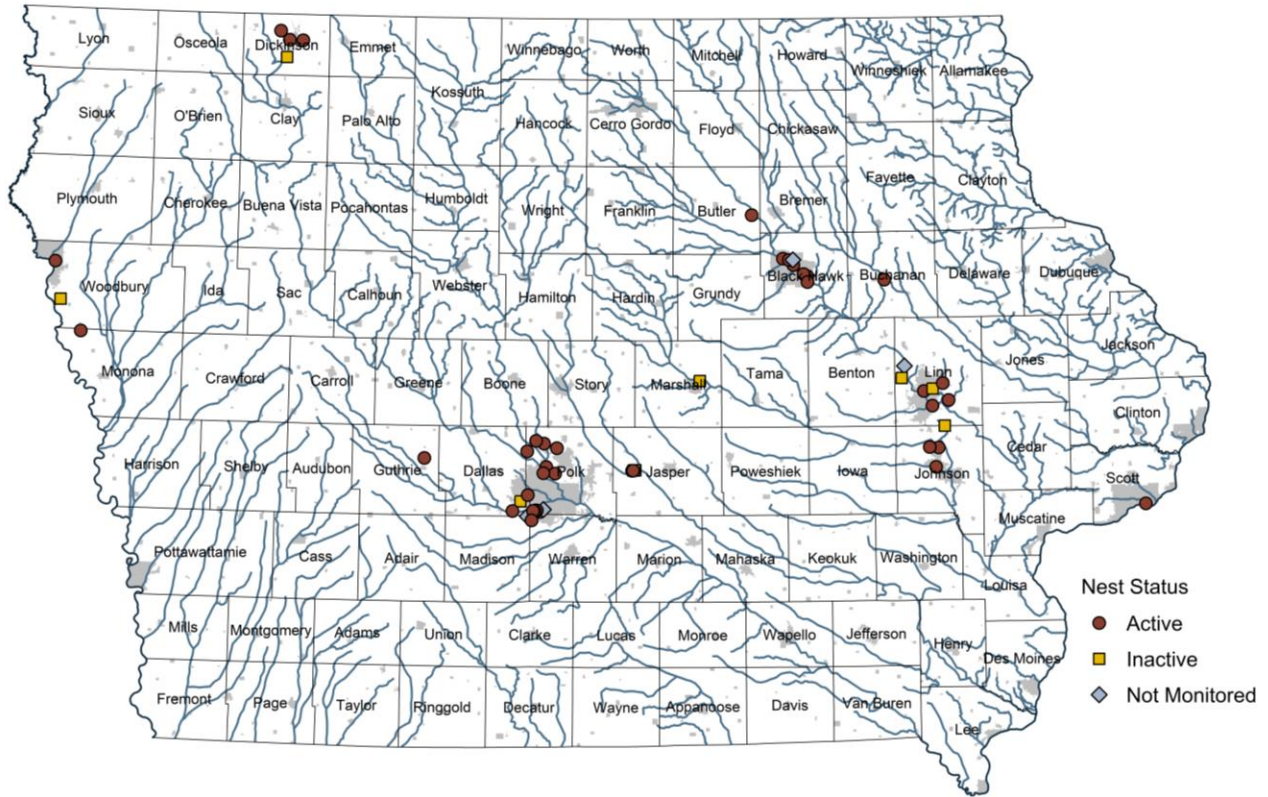 Lyon
Osceola
Dickinson
Emmet
Winnebago
Worth
Mitchell
Howard
Winneshiek
Allamakee
Kossuth
Sioux
O'Brien
Clay
Palo Alto
Hancock
Cerro Gordo
Floyd
Chickasaw
Fayette
Clayton
Plymouth
Cherokee
Buena Vista
Pocahontas
Humboldt
Wright
Franklin
Butler
Bremer
Woodbury
Ida
Sac
Calhoun
Webster
Hamilton
Hardin
Grundy
Black Hawk
Buchanan
Delaware
Dubuque
Monona
Crawford
Carroll
Greene
Boone
Story
Marshall
Tama
Benton
Linn
Jones
Jackson
Clinton
Harrison
Shelby
Audubon
Guthrie
Dallas
Polk
Jasper
Poweshiek
Iowa
Johnson
Cedar
Scott
Muscatine
Pottawattamie
Cass
Adair
Madison
Warren
Marion
Mahaska
Keokuk
Washington
Louisa
Mills
Montgomery
Adams
Union
Clarke
Lucas
Monroe
Wapello
Jefferson
Henry
Des Moines
Fremont
Page
Taylor
Ringgold
Decatur
Wayne
Appanoose
Davis
Van Buren
Lee
Nest Status
Active
Inactive
Not Monitored